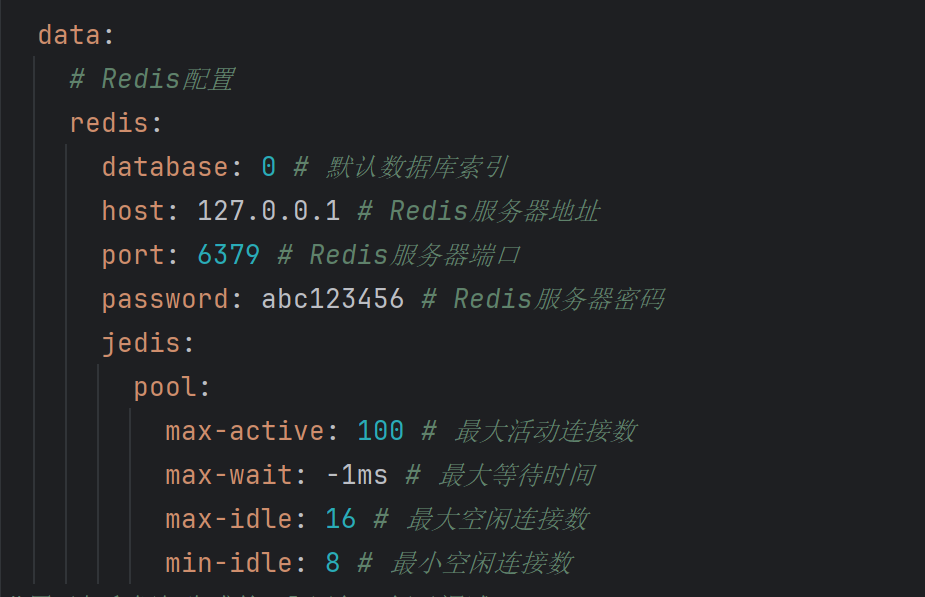 data:
# Redis配置
redis:
database: 0 # 默认数据库索引
host: 127.0.0.1 # Redis服务器地址
port: 6379 # Redis服务器端口
password: abc123456 # Redis服务器密码
jedis:
pool:
max-active: 100 # 最大活动连接数
max-wait: -1ms # 最大等待时间
max-idle: 16 # 最大空闲连接数
min-idle: 8 # 最小空闲连接数